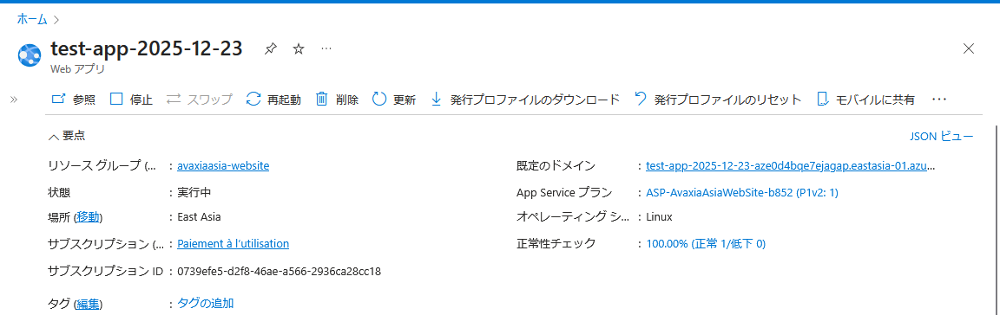 ホーム
test-app-2025-12-23 ...
Web アプリ
参照 停止 スワップ 再起動 削除 更新 発行プロファイルのダウンロード 発行プロファイルのリセット モバイルに共有 ...
要点 JSON ビュー
リソース グループ (... : avaxiaasia-website
既定のドメイン : test-app-2025-12-23-aze0d4bqe7ejagap.eastasia-01.azu...
状態 : 実行中
App Service プラン : ASP-AvaxiaAsiaWebSite-b852 (P1v2: 1)
場所 (移動) : East Asia
オペレーティング シ... : Linux
サブスクリプション (... : Paiement à l'utilisation
正常性チェック : 100.00% (正常 1/低下 0)
サブスクリプション ID : 0739efe5-d2f8-46ae-a566-2936ca28cc18
タグ (編集) : タグの追加